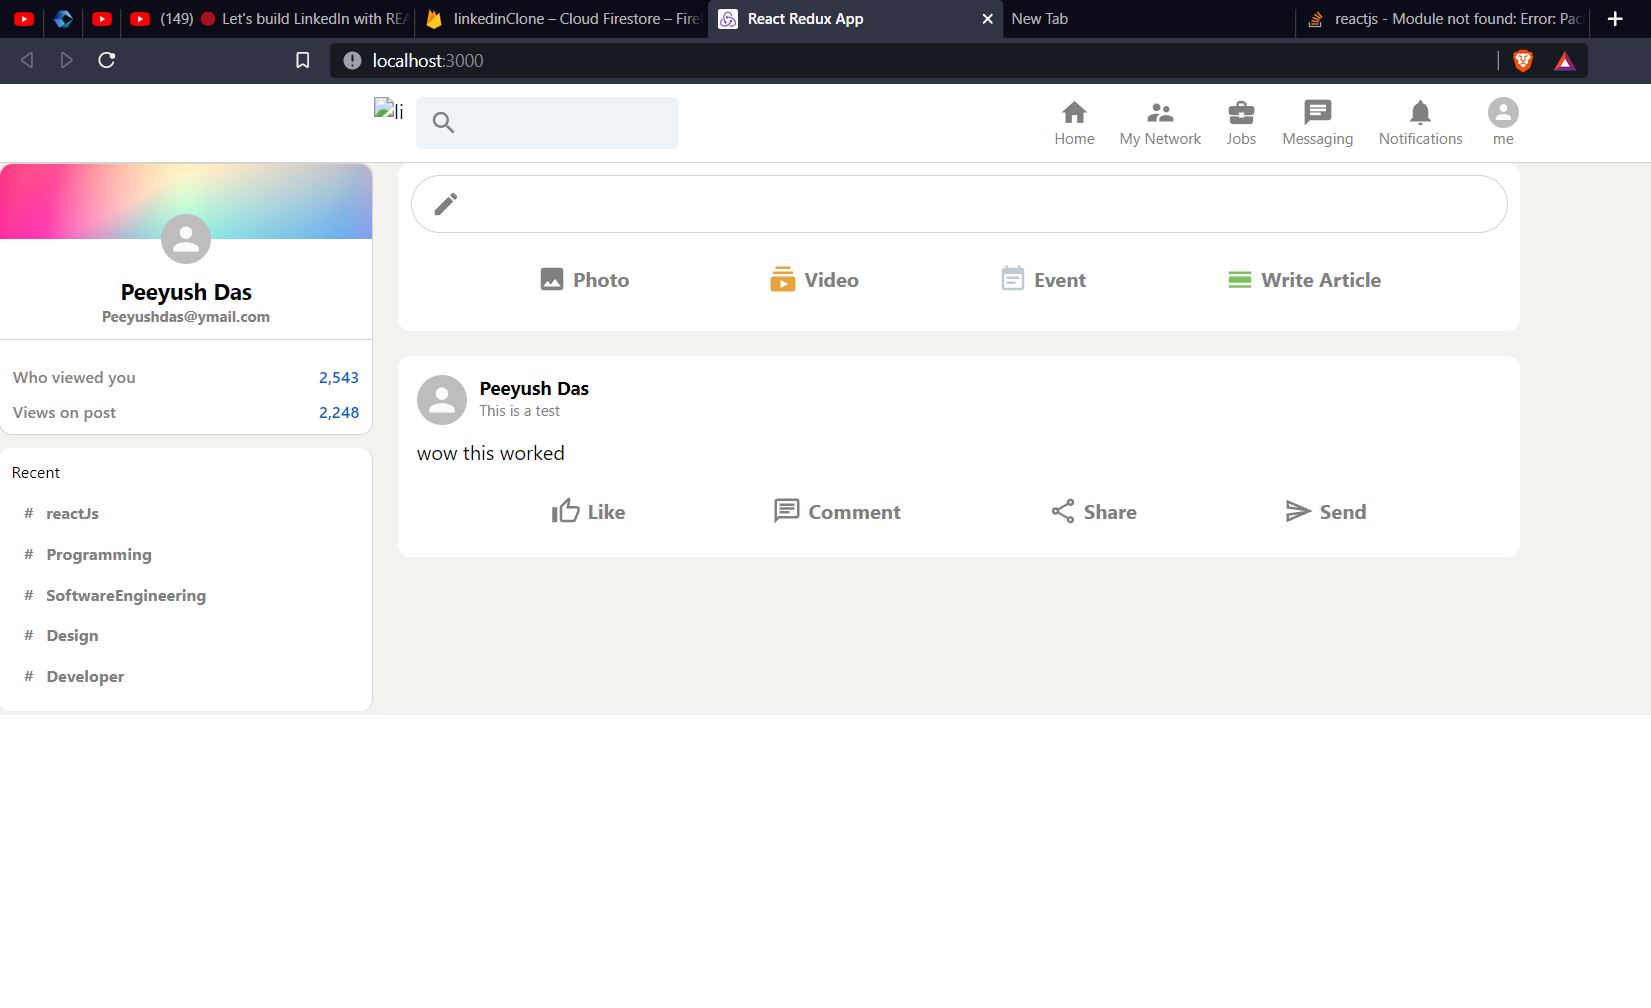 (149) Let's build LinkedIn with REA
linkedinClone – Cloud Firestore – Fire
React Redux App
New Tab
reactjs - Module not found: Error: Pac
localhost:3000
li
Home
My Network
Jobs
Messaging
Notifications
me
Peeyush Das
Peeyushdas@ymail.com
Who viewed you 2,543
Views on post 2,248
Recent
# reactJs
# Programming
# SoftwareEngineering
# Design
# Developer
Photo
Video
Event
Write Article
Peeyush Das
This is a test
wow this worked
Like
Comment
Share
Send